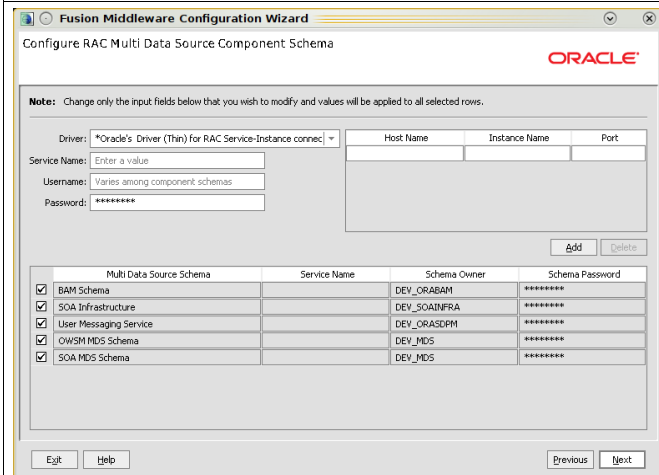 Fusion Middleware Configuration Wizard
Configure RAC Multi Data Source Component Schema
ORACLE
Note: Change only the input fields below that you wish to modify and values will be applied to all selected rows.
Driver: *Oracle's Driver (Thin) for RAC Service-Instance connec
Service Name: Enter a value
Username: Varies among component schemas
Password: ********
Host Name Instance Name Port
Add Delete
Multi Data Source Schema Service Name Schema Owner Schema Password
BAM Schema DEV_ORABAM ********
SOA Infrastructure DEV_SOAINFRA ********
User Messaging Service DEV_ORASDPM ********
OWSM MDS Schema DEV_MDS ********
SOA MDS Schema DEV_MDS ********
Exit Help Previous Next